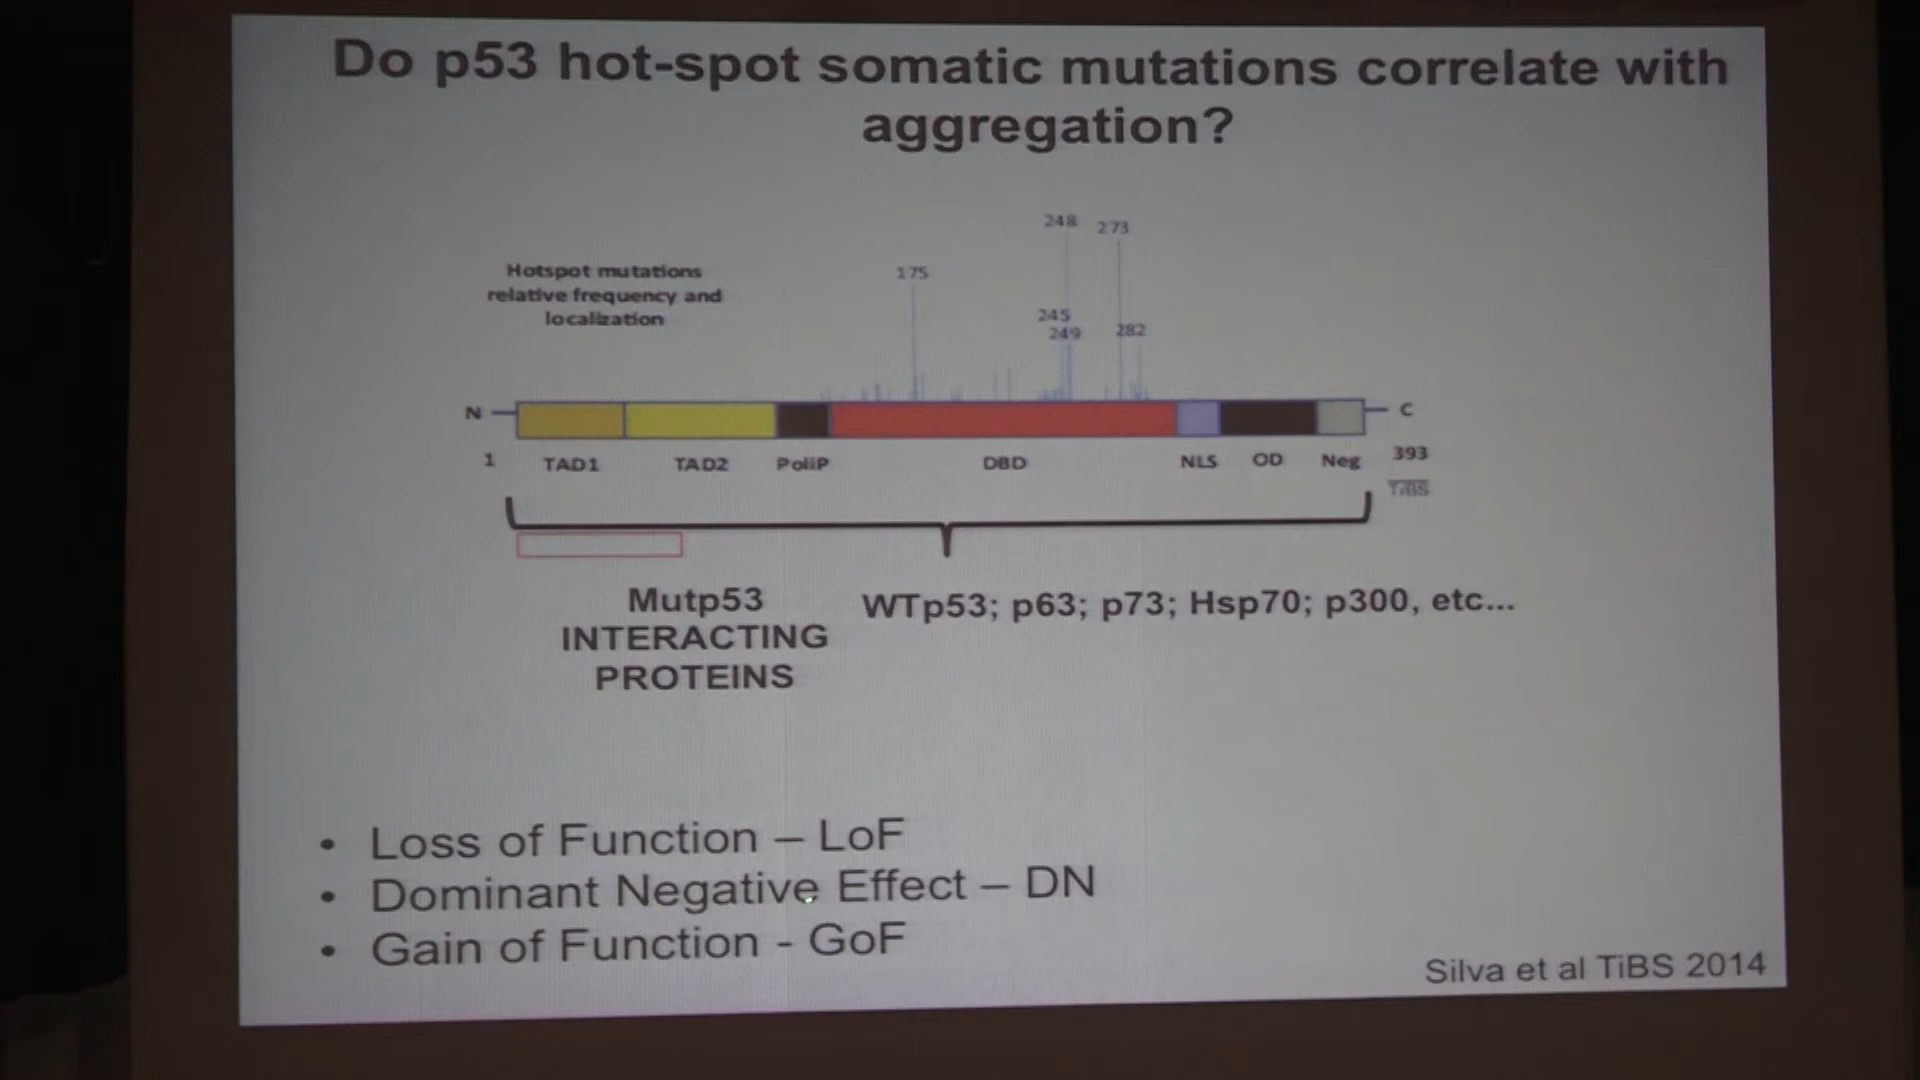 Do p53 hot-spot somatic mutations correlate with
aggregation?
248
273
Hotspot mutations
relative frequency and
localization
175
245
249
282
N
C
1
TAD1
TAD2
PoliP
DBD
NLS
OD
Neg
393
TiBS
Mutp53
INTERACTING
PROTEINS
WTp53; p63; p73; Hsp70; p300, etc...
• Loss of Function – LoF
• Dominant Negative Effect – DN
• Gain of Function - GoF
Silva et al TiBS 2014